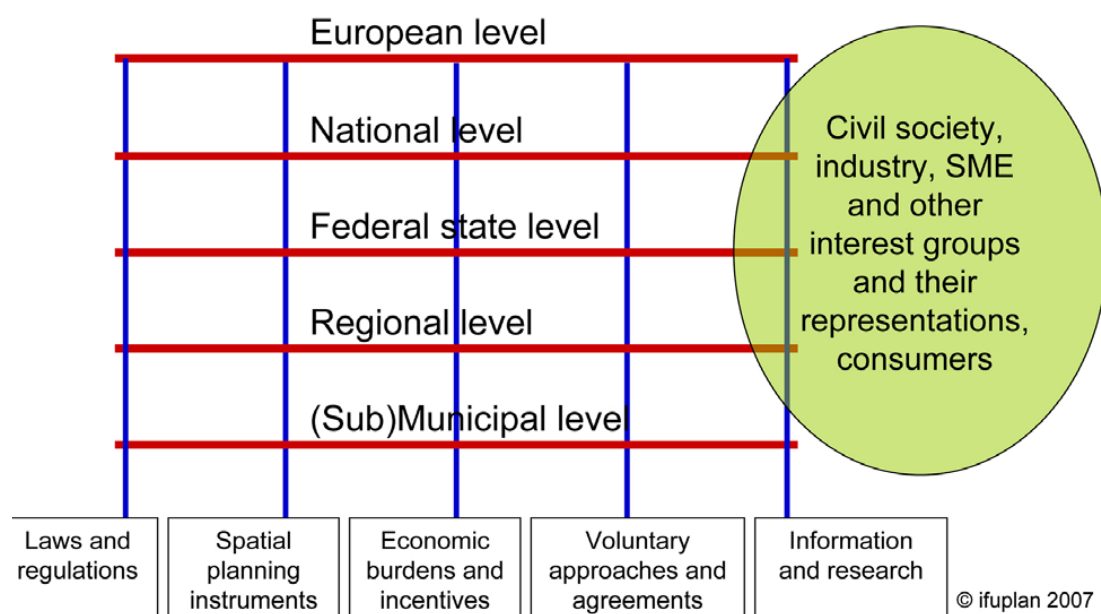 European level
National level
Federal state level
Regional level
(Sub)Municipal level
Civil society,
industry, SME
and other
interest groups
and their
representations,
consumers
Laws and
regulations
Spatial
planning
instruments
Economic
burdens and
incentives
Voluntary
approaches and
agreements
Information
and research
© ifuplan 2007